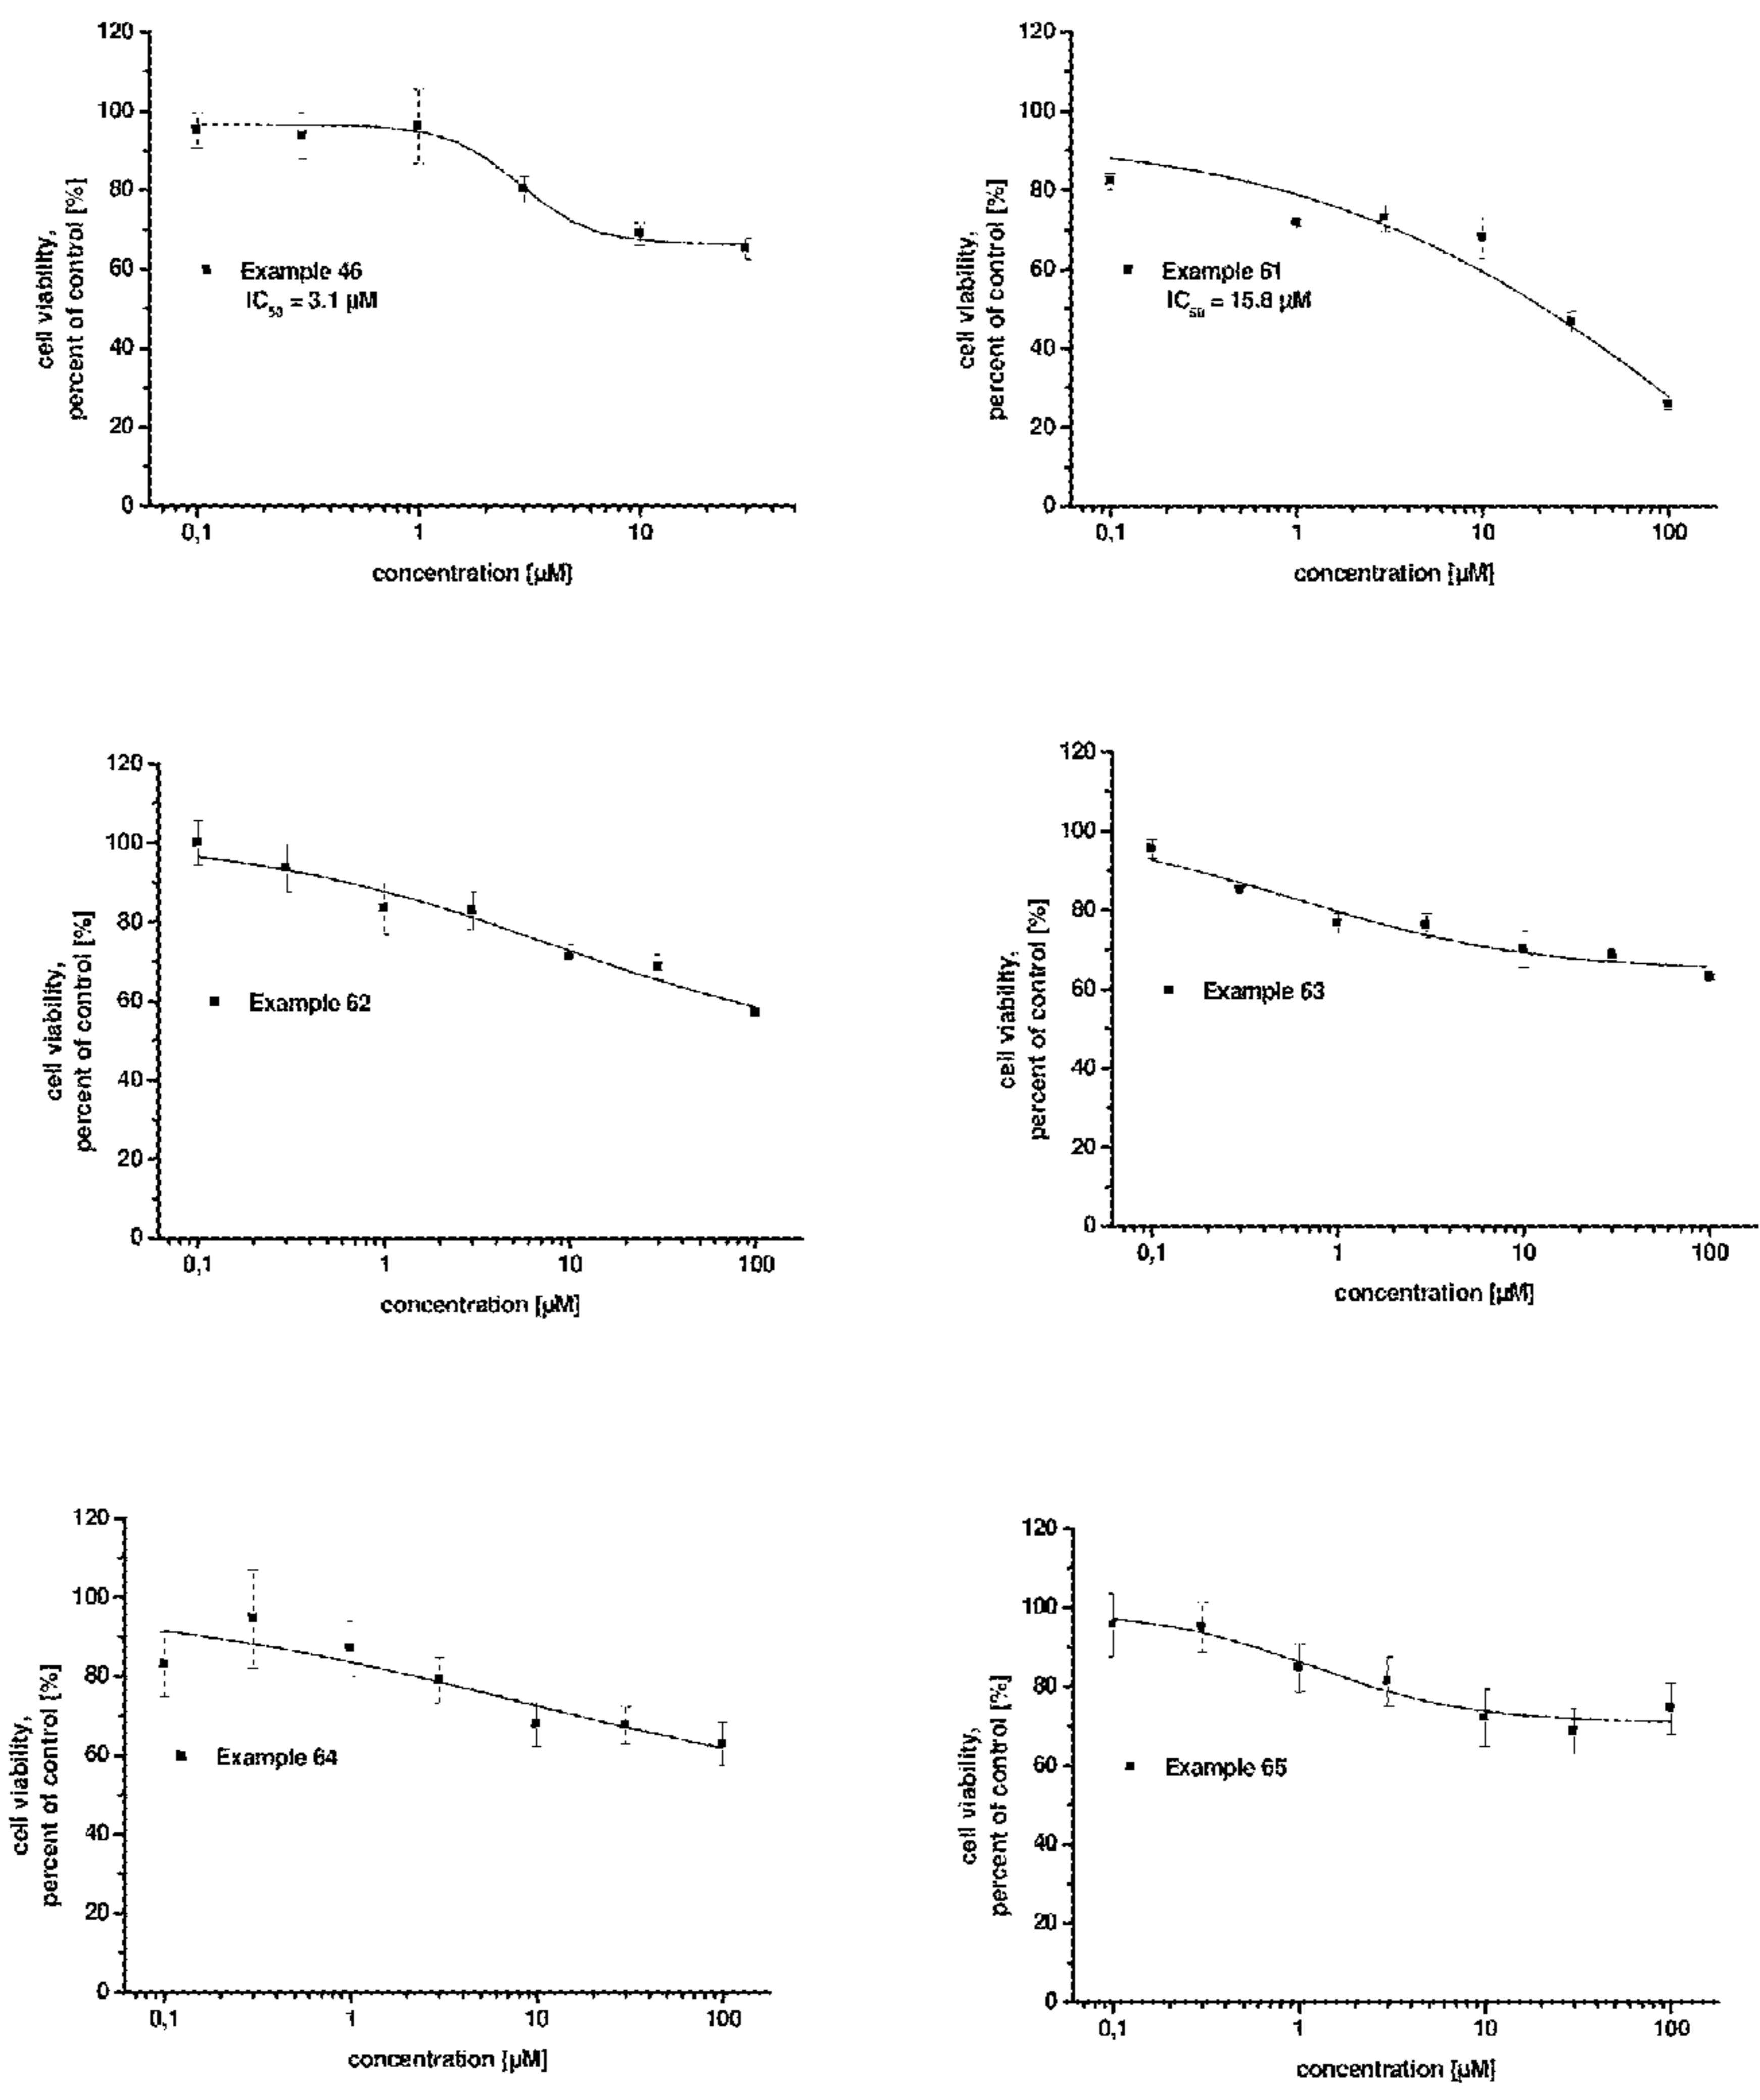 120
100
80
60
40
20
0
cell viability,
percent of control [%]
Example 46
IC50 = 3.1 µM
0,1
1
10
concentration [µM]
120
100
80
60
40
20
0
cell viability,
percent of control [%]
Example 61
IC50 = 15.8 µM
0,1
1
10
100
concentration [µM]
120
100
80
60
40
20
0
cell viability,
percent of control [%]
Example 62
0,1
1
10
100
concentration [µM]
120
100
80
60
40
20
0
cell viability,
percent of control [%]
Example 63
0,1
1
10
100
concentration [µM]
120
100
80
60
40
20
0
cell viability,
percent of control [%]
Example 64
0,1
1
10
100
concentration [µM]
120
100
80
60
40
20
0
cell viability,
percent of control [%]
Example 65
0,1
1
10
100
concentration [µM]